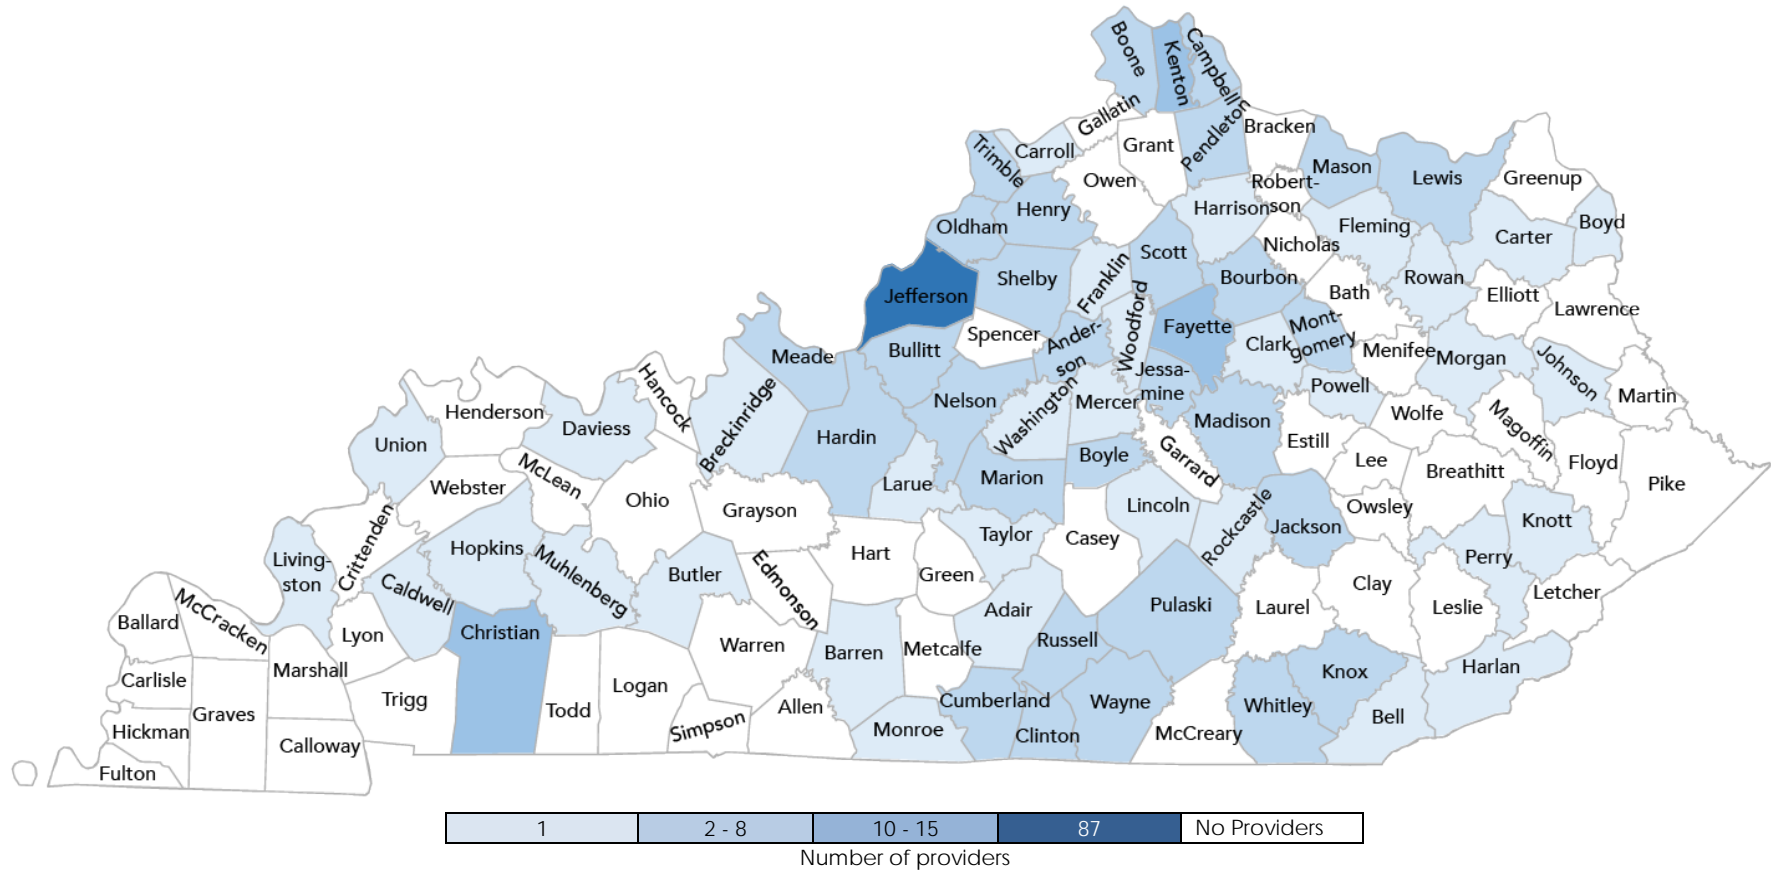 Boone
Kenton
Campbell
Gallatin
Pendleton
Bracken
Grant
Carroll
Trimble
Owen
Mason
Lewis
Greenup
Robert-
son
Harrison
Henry
Oldham
Fleming
Boyd
Carter
Nicholas
Scott
Franklin
Shelby
Bourbon
Rowan
Bath
Elliott
Lawrence
Jefferson
Woodford
Fayette
Mont-
gomery
Clark
Spencer
Ander-
son
Bullitt
Meade
Menifee
Morgan
Johnson
Jessa-
mine
Powell
Martin
Hancock
Breckinridge
Nelson
Washington
Mercer
Wolfe
Magoffin
Henderson
Daviess
Union
Hardin
Madison
Estill
Boyle
Garrard
Lee
Breathitt
Floyd
Pike
McLean
Webster
Ohio
Grayson
Larue
Marion
Lincoln
Rockcastle
Jackson
Owsley
Knott
Crittenden
Hopkins
Muhlenberg
Living-
ston
Caldwell
Butler
Edmonson
Hart
Green
Taylor
Casey
Perry
Clay
Leslie
Letcher
Ballard
McCracken
Lyon
Christian
Warren
Barren
Metcalfe
Adair
Russell
Pulaski
Laurel
Knox
Harlan
Carlisle
Marshall
Graves
Trigg
Todd
Logan
Simpson
Allen
Monroe
Cumberland
Clinton
Wayne
McCreary
Whitley
Bell
Hickman
Calloway
Fulton
1
2 - 8
10 - 15
87
No Providers
Number of providers